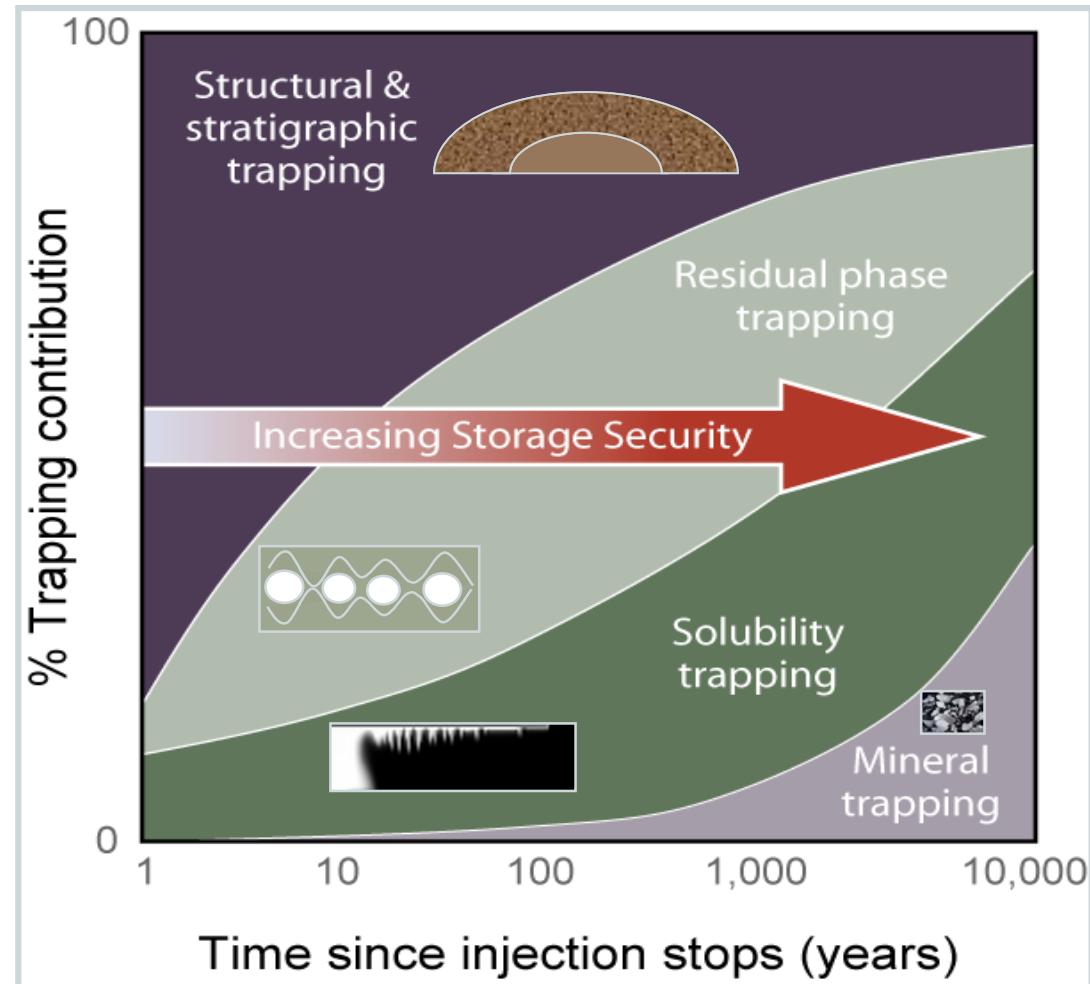 100
Structural &
stratigraphic
trapping
Residual phase
trapping
Increasing Storage Security
Solubility
trapping
Mineral
trapping
0
1 10 100 1,000 10,000
% Trapping contribution
Time since injection stops (years)